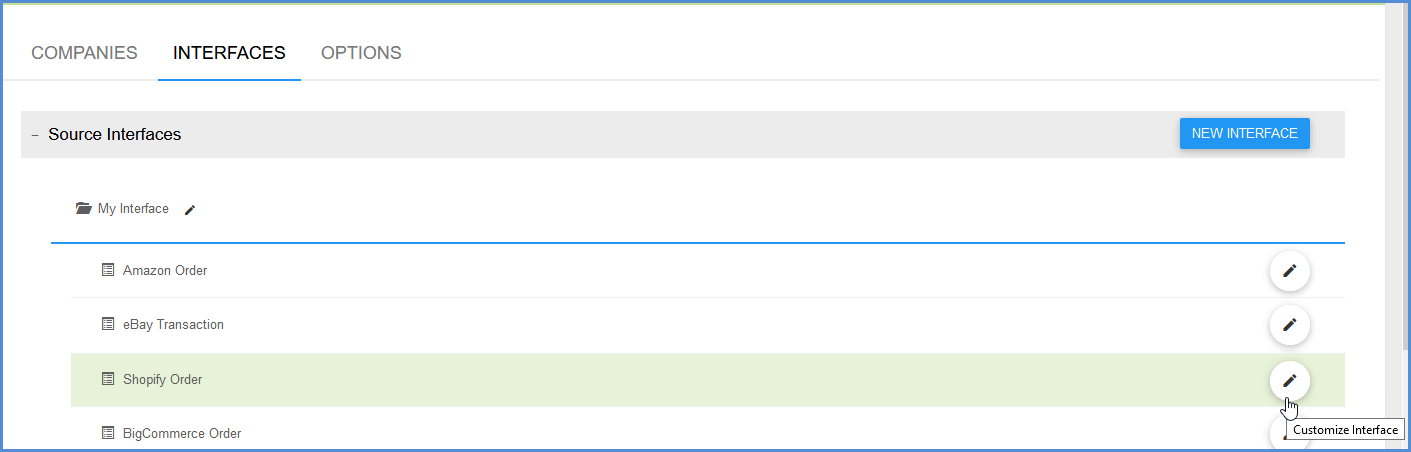 COMPANIES INTERFACES OPTIONS
– Source Interfaces NEW INTERFACE
My Interface
Amazon Order
eBay Transaction
Shopify Order
BigCommerce Order
Customize Interface